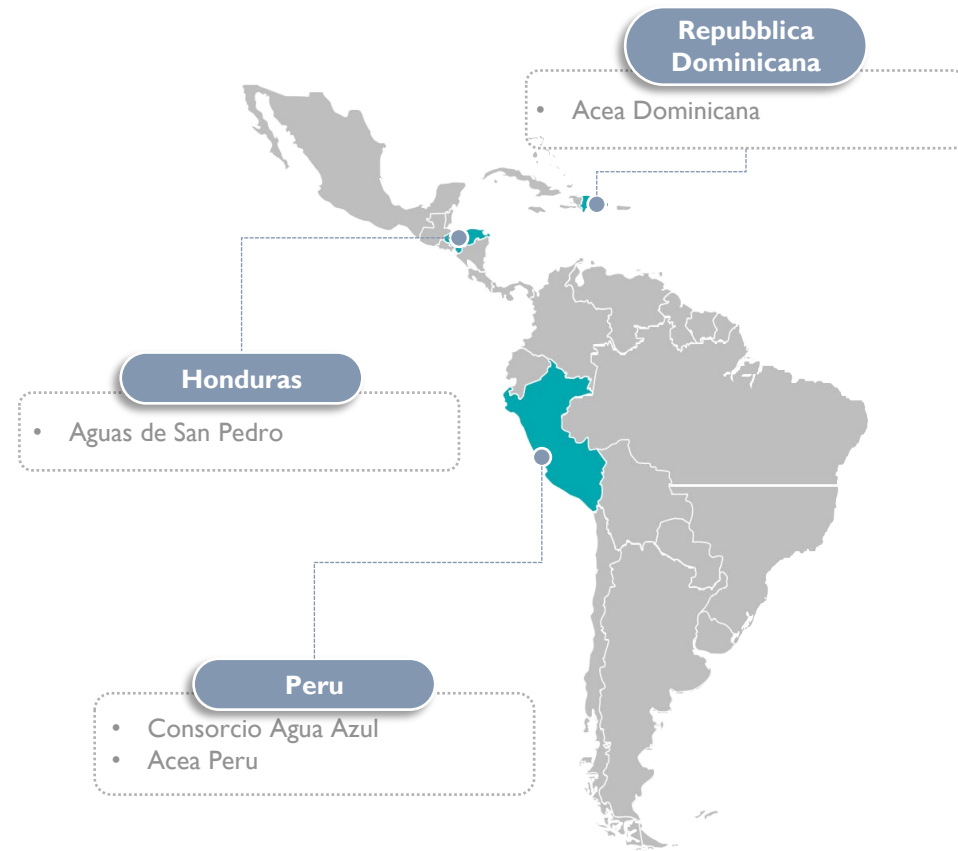 Repubblica
Dominicana
• Acea Dominicana
Honduras
• Aguas de San Pedro
Peru
• Consorcio Agua Azul
• Acea Peru